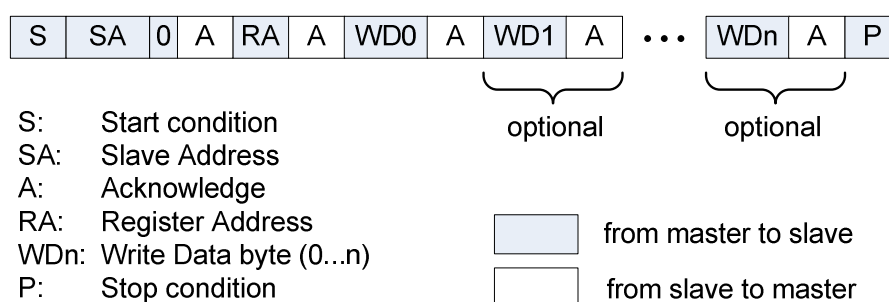 S SA 0 A RA A WD0 A WD1 A ••• WDn A P
optional optional
S: Start condition
SA: Slave Address
A: Acknowledge
RA: Register Address
WDn: Write Data byte (0...n)
P: Stop condition
from master to slave
from slave to master